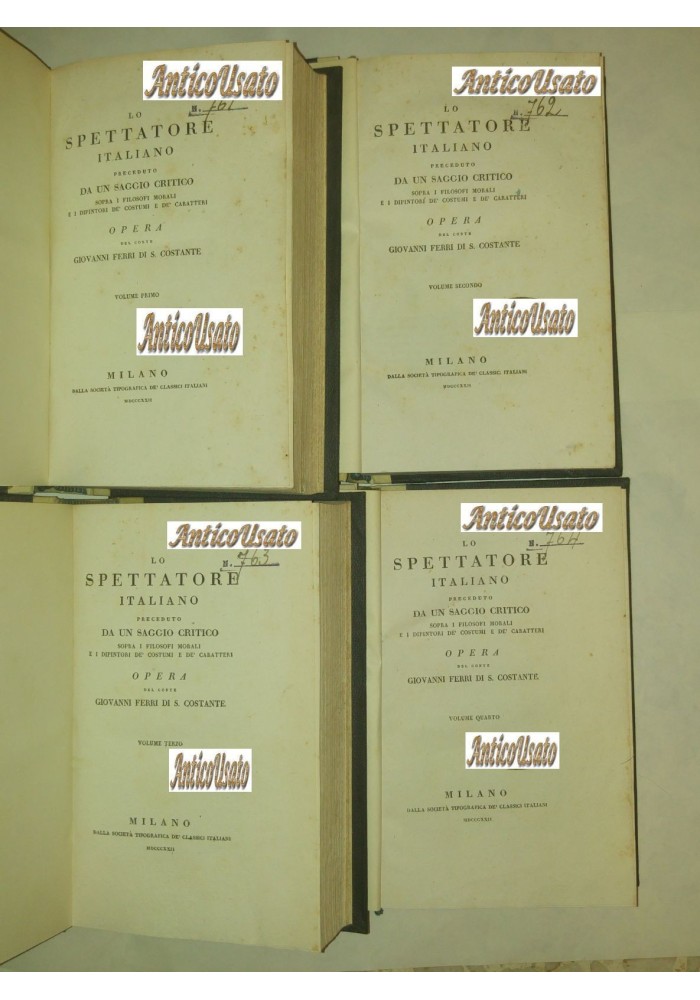 AnticoUsato
N. 761
LO
SPETTATORE
ITALIANO
PRECEDUTO
DA UN SAGGIO CRITICO
SOPRA I FILOSOFI MORALI
E I DIPINTORI DE' COSTUMI E DE' CARATTERI
OPERA
DEL CONTE
GIOVANNI FERRI DI S. COSTANTE
VOLUME PRIMO
AnticoUsato
MILANO
DALLA SOCIETÀ TIPOGRAFICA DE' CLASSICI ITALIANI
MDCCCXXII
AnticoUsato
N. 762
LO
SPETTATORE
ITALIANO
PRECEDUTO
DA UN SAGGIO CRITICO
SOPRA I FILOSOFI MORALI
E I DIPINTORI DE' COSTUMI E DE' CARATTERI
OPERA
DEL CONTE
GIOVANNI FERRI DI S. COSTANTE
VOLUME SECONDO
AnticoUsato
MILANO
DALLA SOCIETÀ TIPOGRAFICA DE' CLASSICI ITALIANI
MDCCCXXII
AnticoUsato
N. 763
LO
SPETTATORE
ITALIANO
PRECEDUTO
DA UN SAGGIO CRITICO
SOPRA I FILOSOFI MORALI
E I DIPINTORI DE' COSTUMI E DE' CARATTERI
OPERA
DEL CONTE
GIOVANNI FERRI DI S. COSTANTE
VOLUME TERZO
AnticoUsato
MILANO
DALLA SOCIETÀ TIPOGRAFICA DE' CLASSICI ITALIANI
MDCCCXXII
AnticoUsato
N. 764
LO
SPETTATORE
ITALIANO
PRECEDUTO
DA UN SAGGIO CRITICO
SOPRA I FILOSOFI MORALI
E I DIPINTORI DE' COSTUMI E DE' CARATTERI
OPERA
DEL CONTE
GIOVANNI FERRI DI S. COSTANTE
VOLUME QUARTO
AnticoUsato
MILANO
DALLA SOCIETÀ TIPOGRAFICA DE' CLASSICI ITALIANI
MDCCCXXII